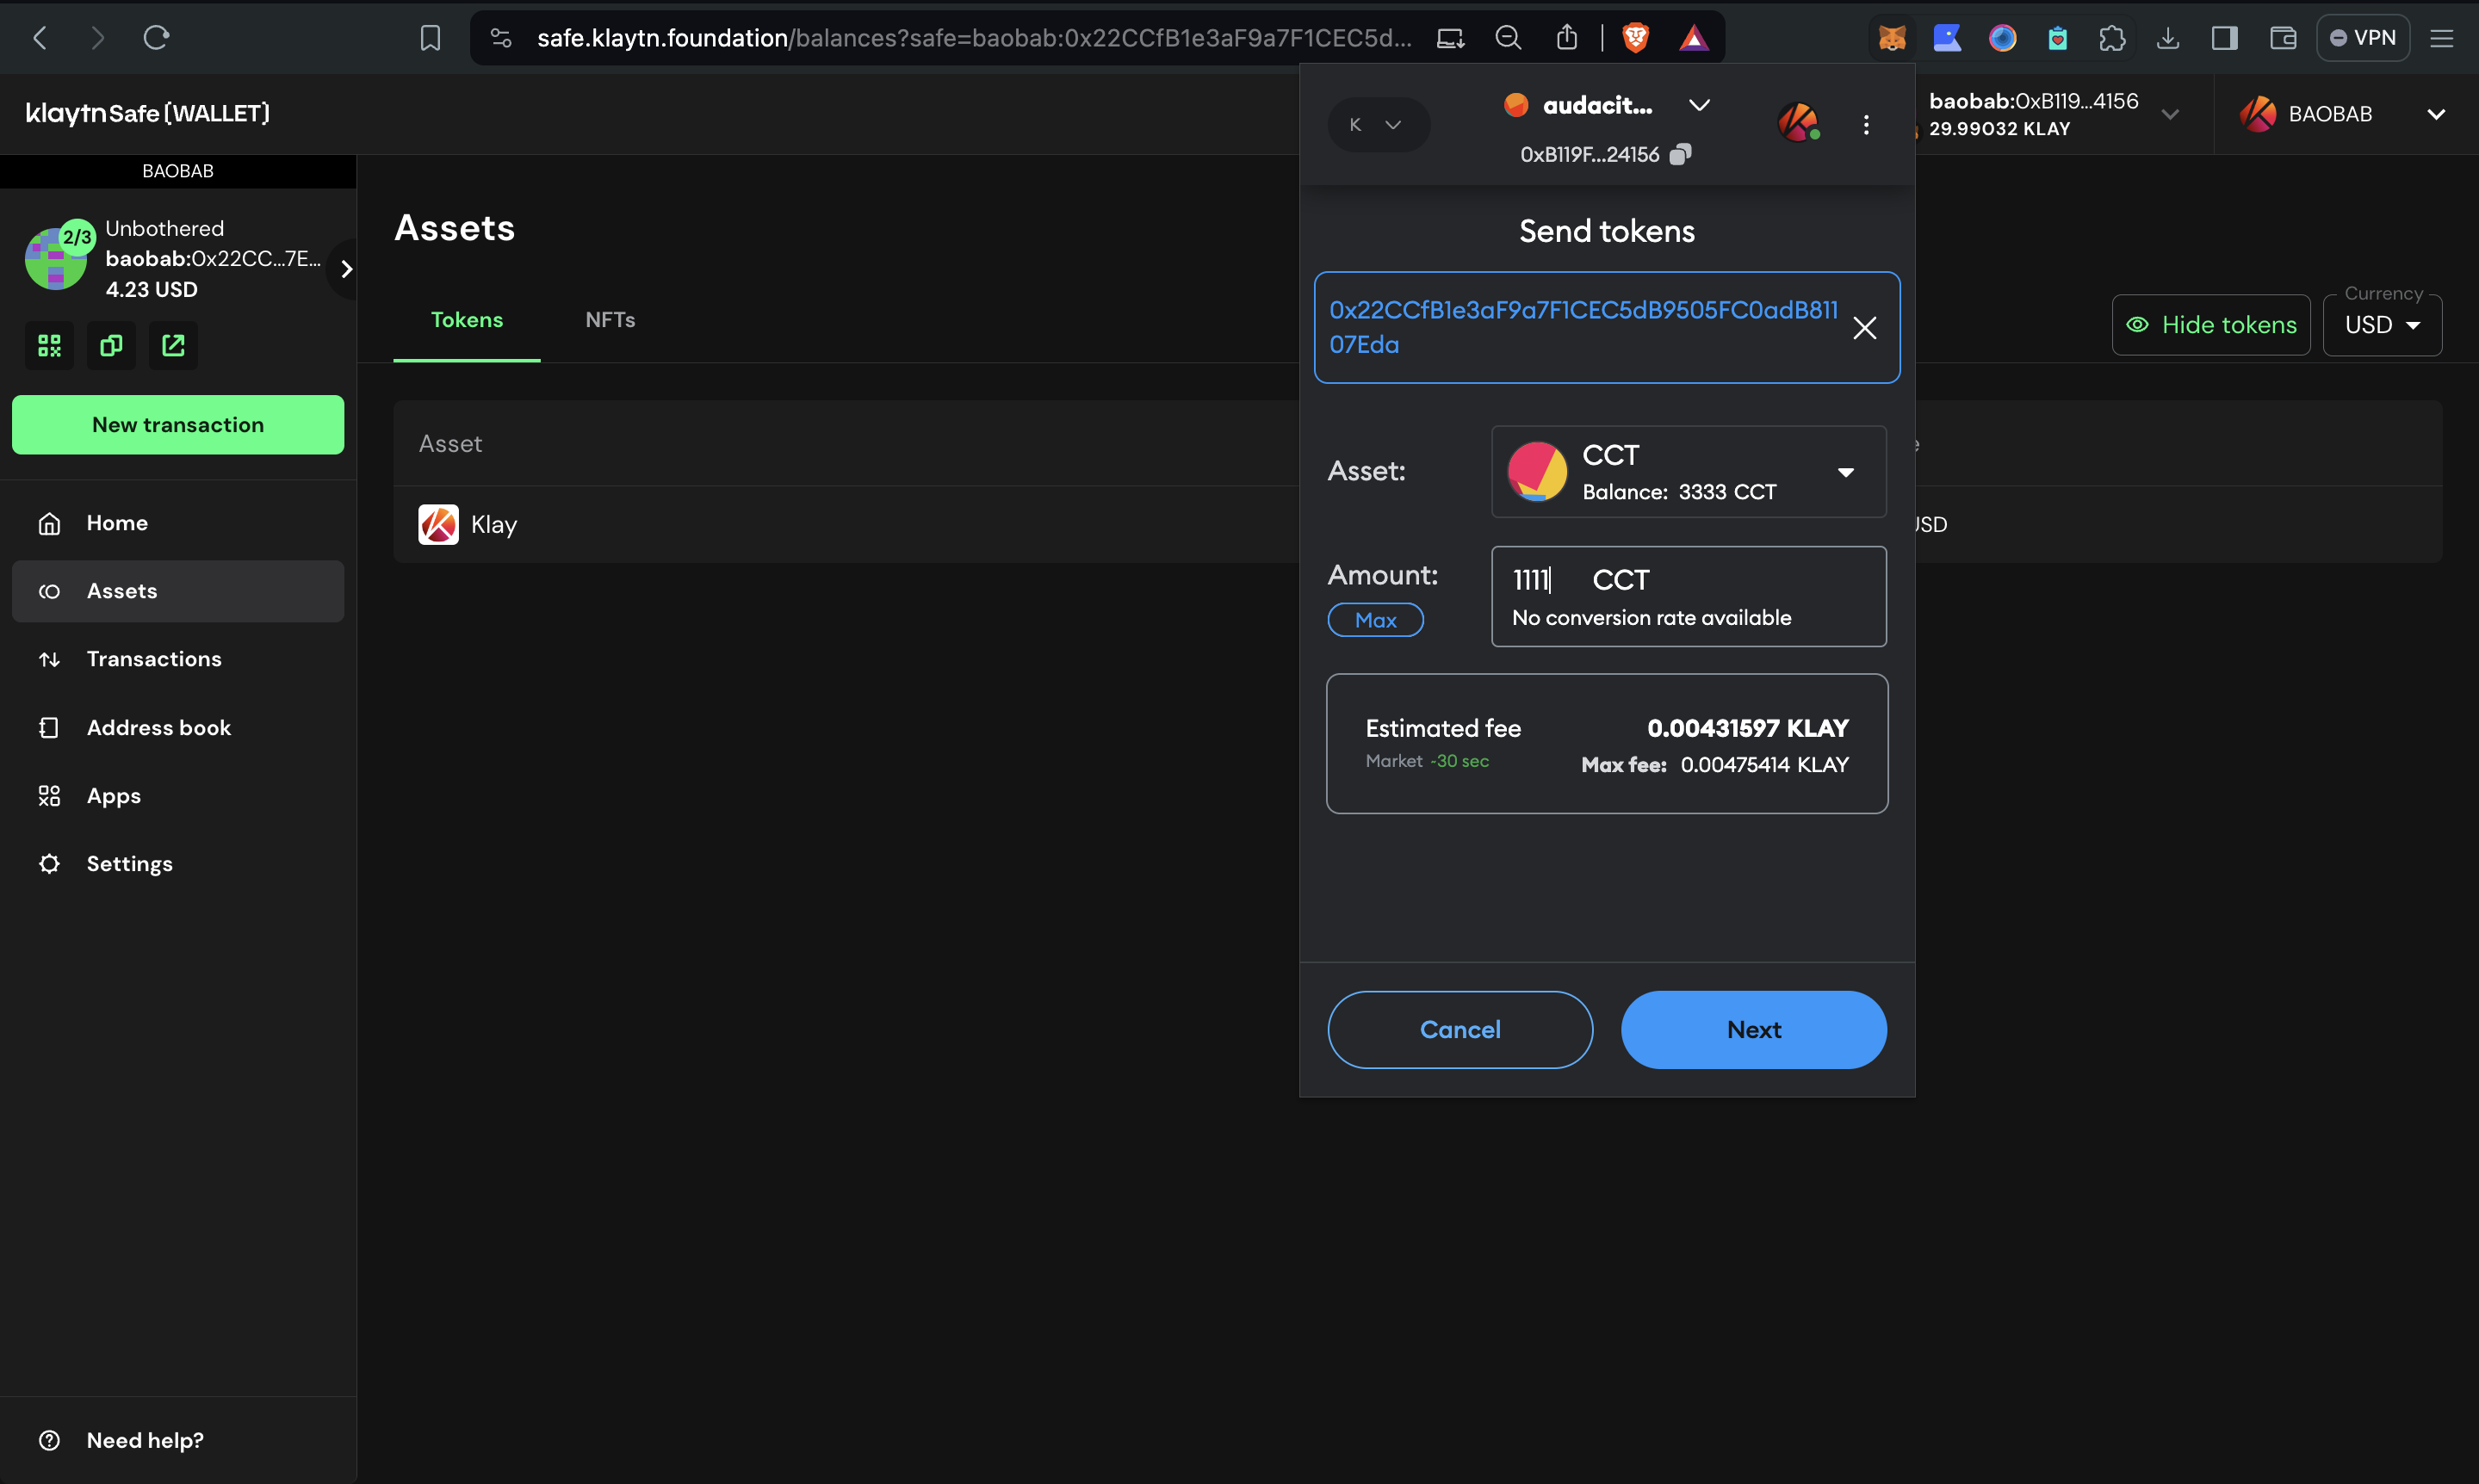 safe.klaytn.foundation/balances?safe=baobab:0x22CCfB1e3aF9a7F1CEC5d...
VPN
klaytn Safe{WALLET}
baobab:0xB119...4156
29.99032 KLAY
BAOBAB
BAOBAB
2/3
Unbothered
baobab:0x22CC...7E...
4.23 USD
New transaction
Home
Assets
Transactions
Address book
Apps
Settings
Need help?
Assets
Tokens
NFTs
Hide tokens
Currency
USD
Asset
Klay
USD
K
audacit...
0xB119F...24156
Send tokens
0x22CCfB1e3aF9a7F1CEC5dB9505FC0adB811
07Eda
Asset:
CCT
Balance: 3333 CCT
Amount:
Max
1111 CCT
No conversion rate available
Estimated fee
0.00431597 KLAY
Market ~30 sec
Max fee: 0.00475414 KLAY
Cancel
Next